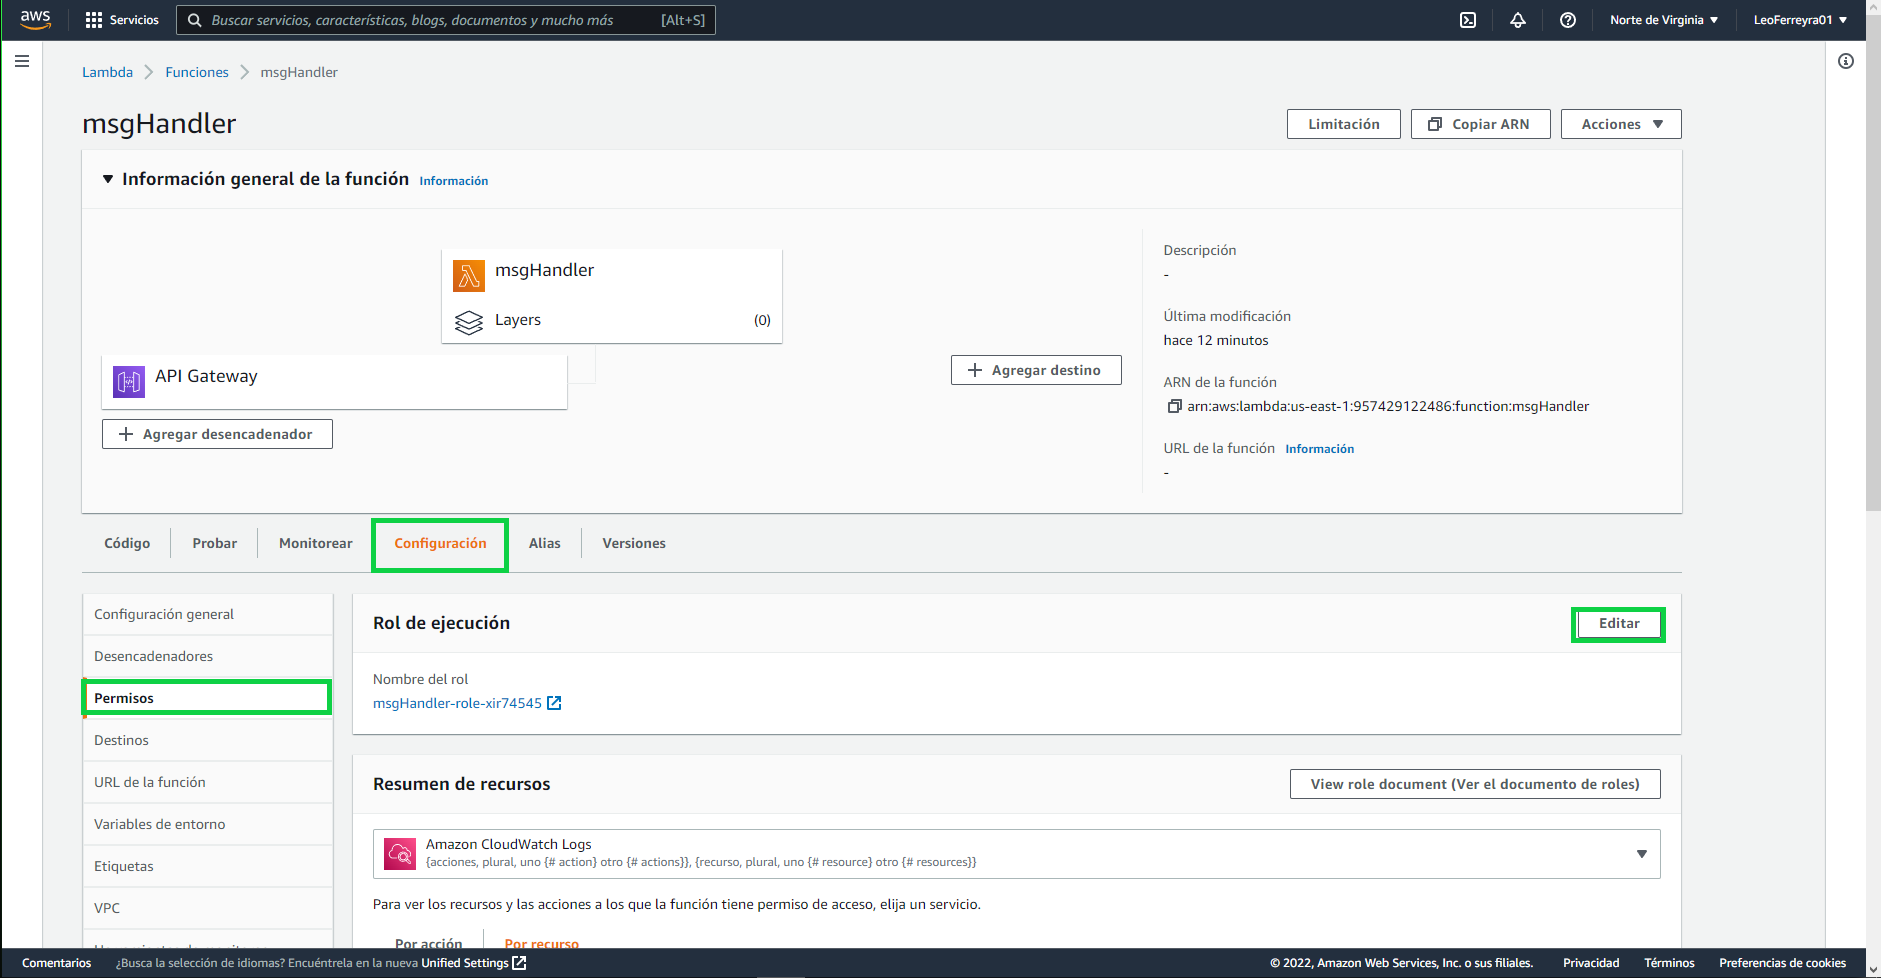 aws Servicios Buscar servicios, características, blogs, documentos y mucho más [Alt+S] Norte de Virginia LeoFerreyra01
Lambda Funciones msgHandler
msgHandler
Limitación Copiar ARN Acciones
Información general de la función Información
msgHandler
Layers (0)
API Gateway
Agregar desencadenador
Agregar destino
Descripción
-
Última modificación
hace 12 minutos
ARN de la función
arn:aws:lambda:us-east-1:957429122486:function:msgHandler
URL de la función Información
-
Código Probar Monitorear Configuración Alias Versiones
Configuración general
Desencadenadores
Permisos
Destinos
URL de la función
Variables de entorno
Etiquetas
VPC
Rol de ejecución Editar
Nombre del rol
msgHandler-role-xir74545
Resumen de recursos View role document (Ver el documento de roles)
Amazon CloudWatch Logs
{acciones, plural, uno {# action} otro {# actions}}, {recurso, plural, uno {# resource} otro {# resources}}
Para ver los recursos y las acciones a los que la función tiene permiso de acceso, elija un servicio.
Por acción Por recurso
Comentarios ¿Busca la selección de idiomas? Encuéntrela en la nueva Unified Settings © 2022, Amazon Web Services, Inc. o sus filiales. Privacidad Términos Preferencias de cookies